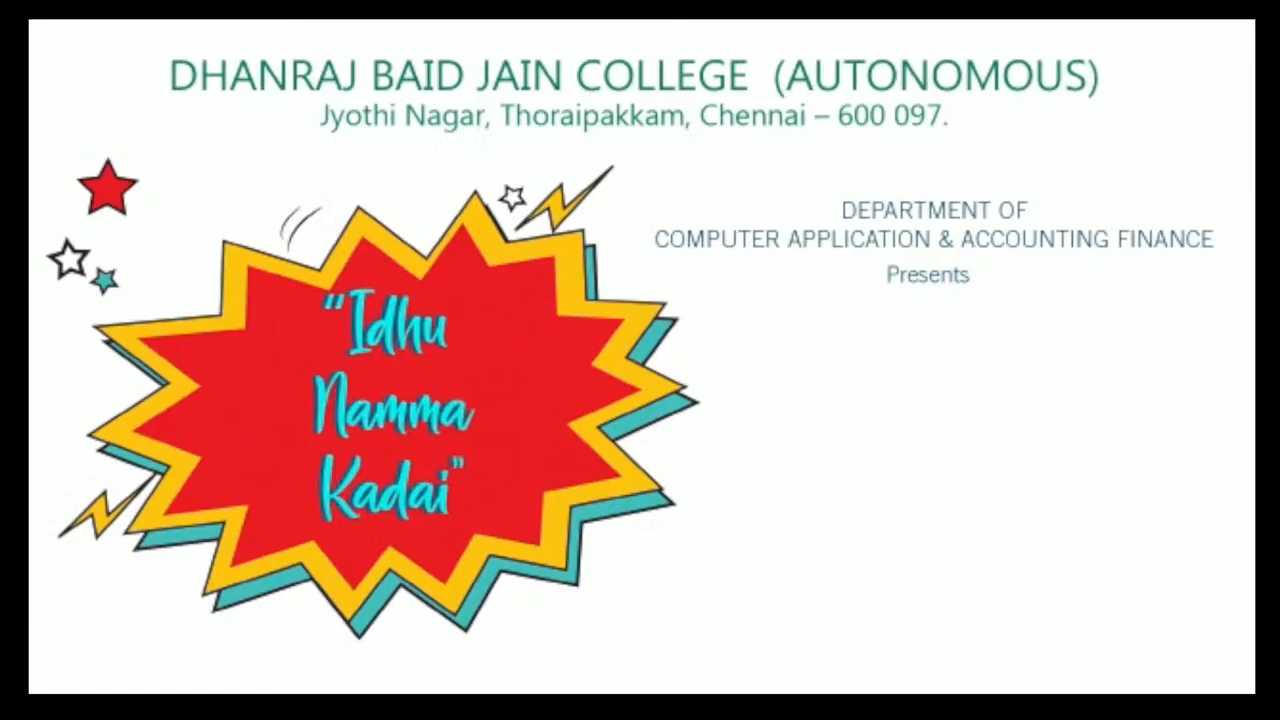 DHANRAJ BAID JAIN COLLEGE (AUTONOMOUS)
Jyothi Nagar, Thoraipakkam, Chennai – 600 097.
DEPARTMENT OF
COMPUTER APPLICATION & ACCOUNTING FINANCE
Presents
"Idhu
Namma
Kadai"